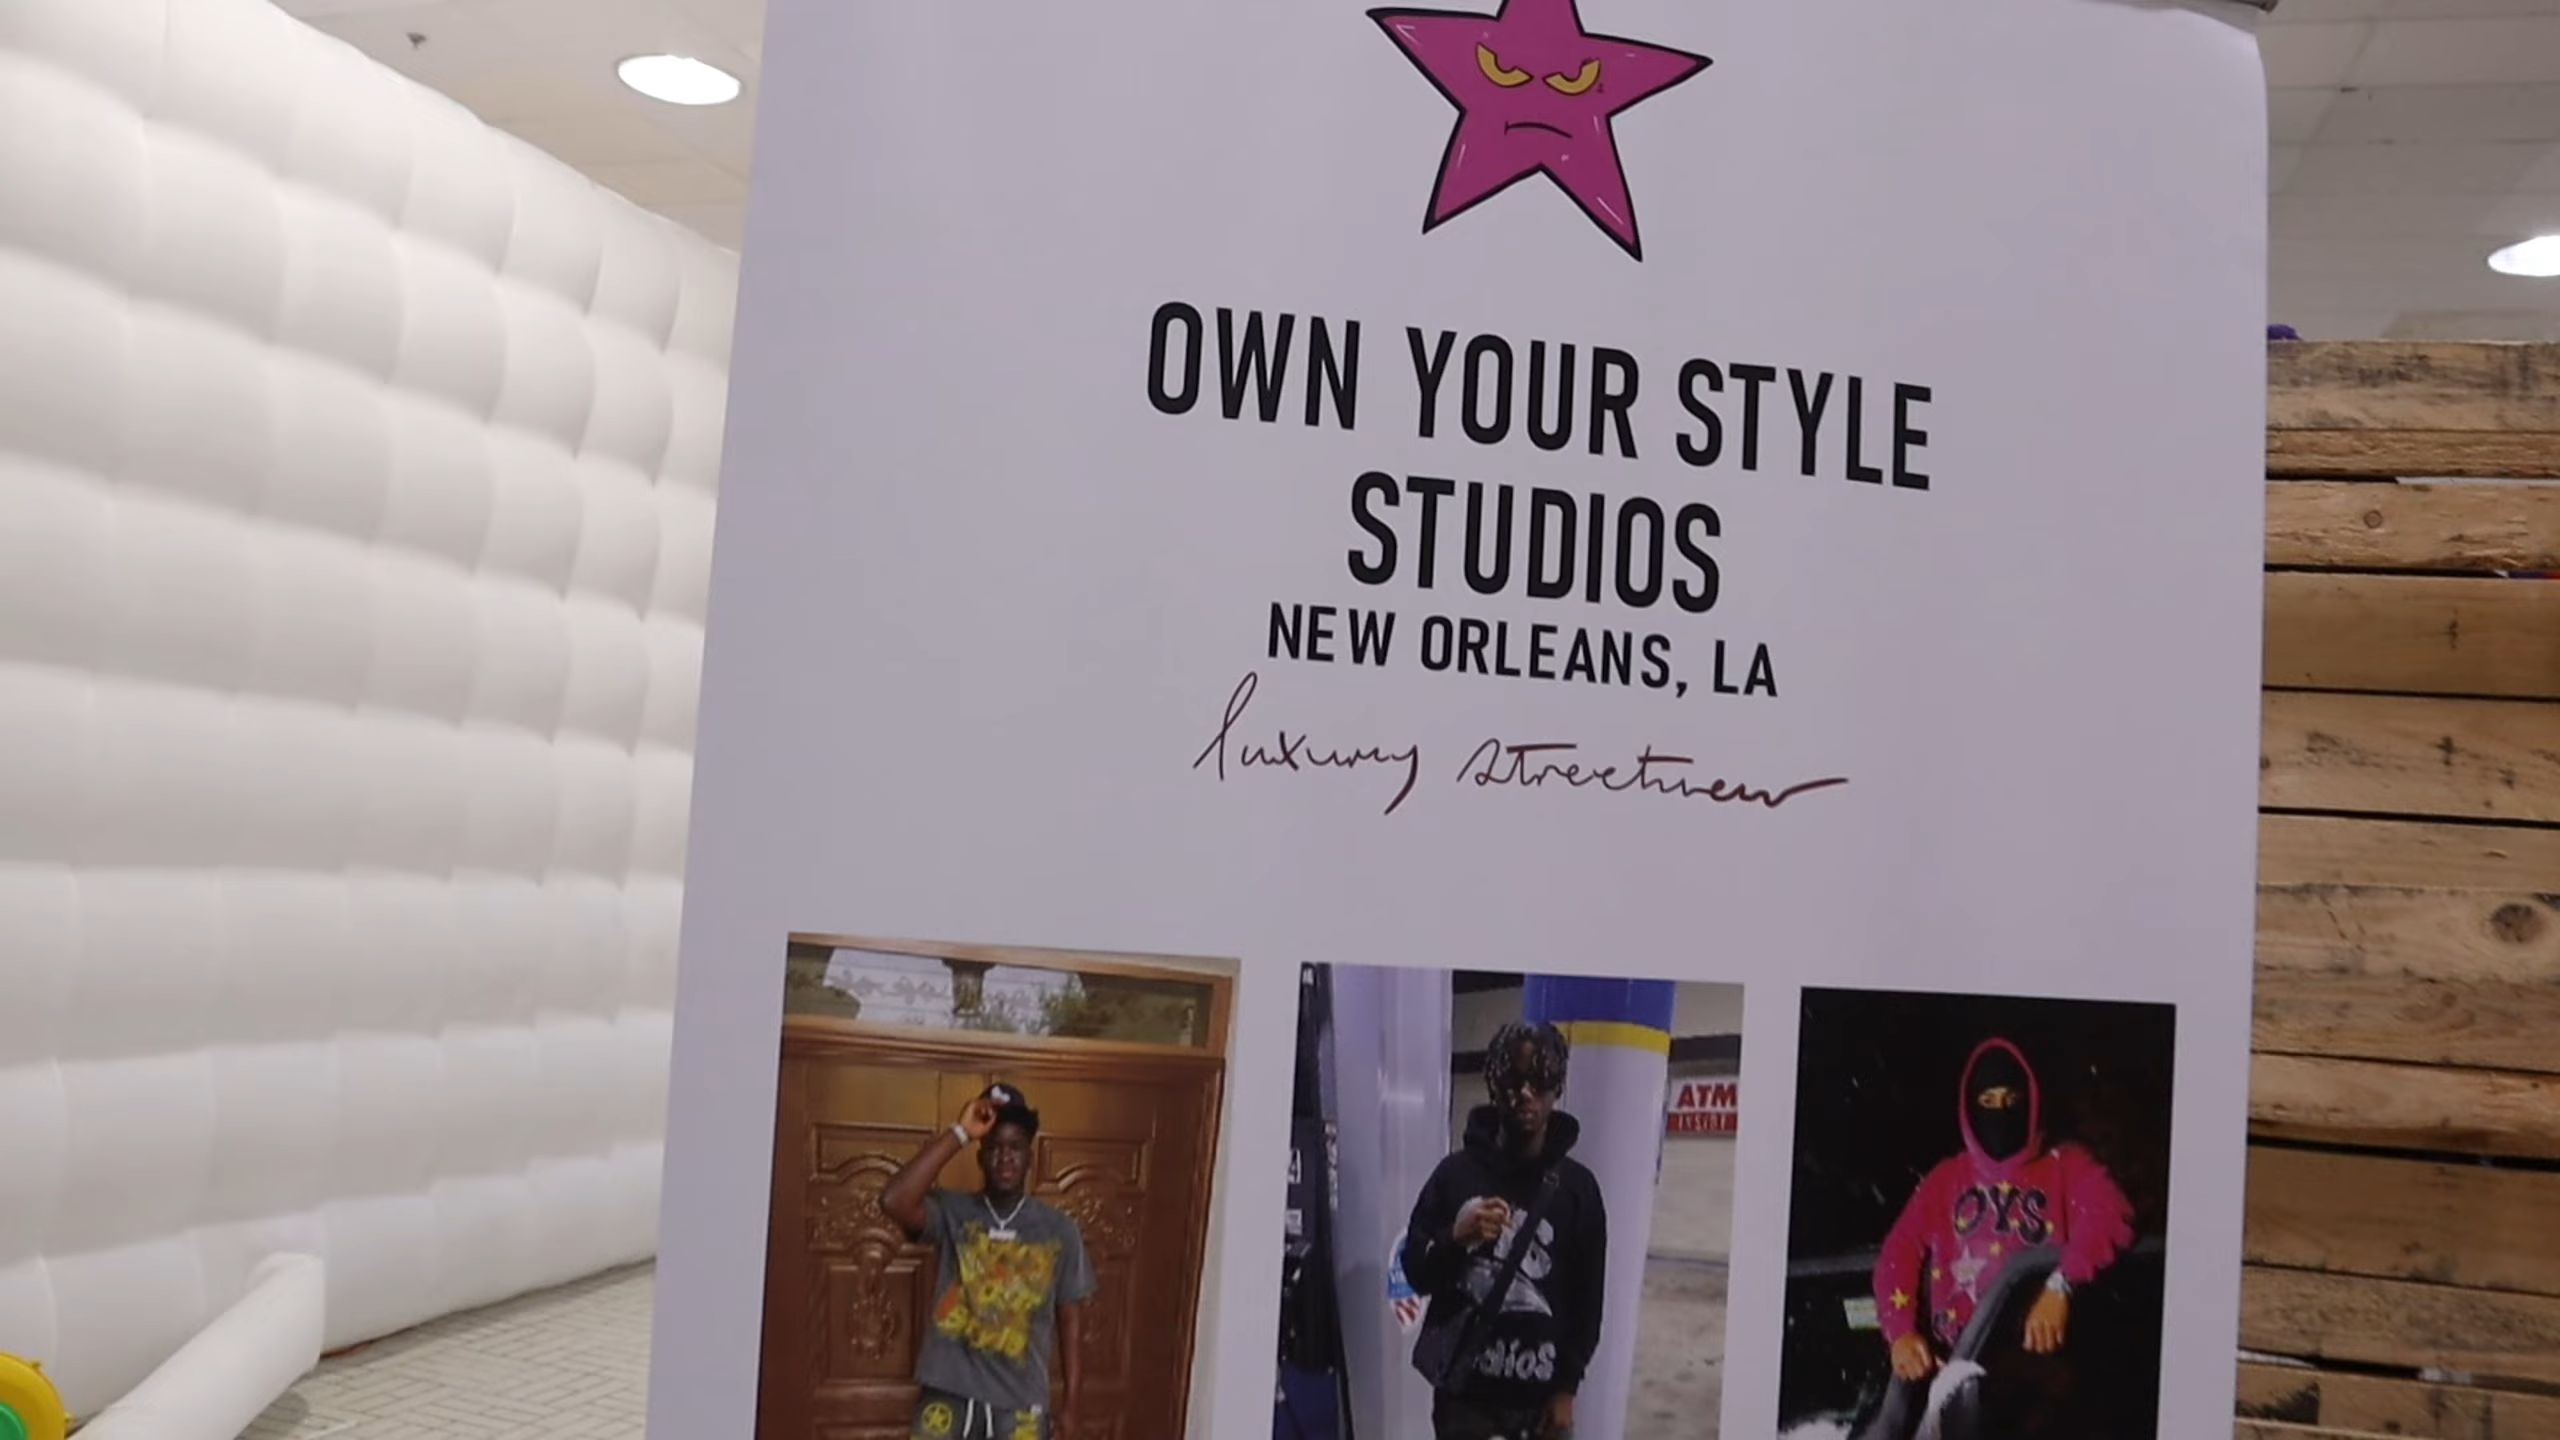 OWN YOUR STYLE
STUDIOS
NEW ORLEANS, LA
luxury streetwear
ATM
OYS